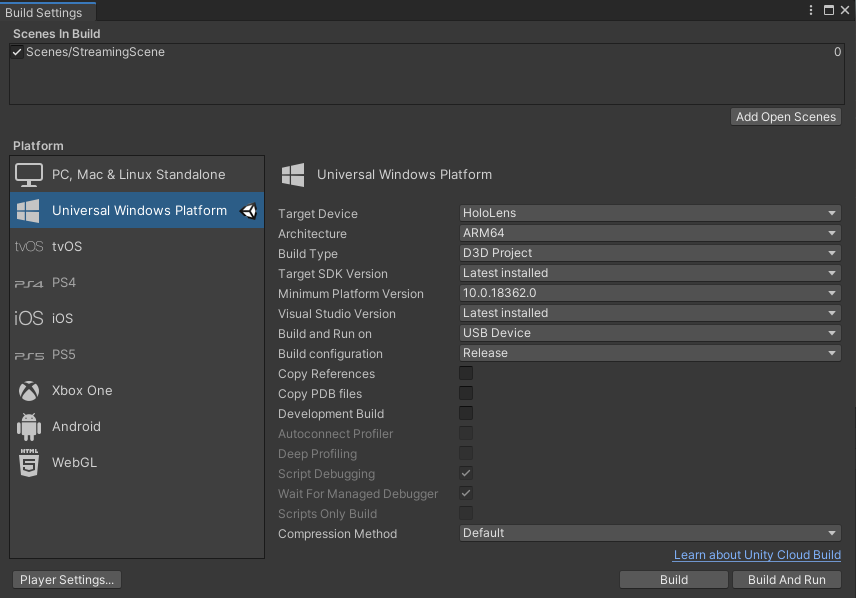 Build Settings
Scenes In Build
Scenes/StreamingScene 0
Add Open Scenes
Platform
PC, Mac & Linux Standalone
Universal Windows Platform
tvOS tvOS
PS4 PS4
iOS iOS
PS5 PS5
Xbox One
Android
HTML 5 WebGL
Universal Windows Platform
Target Device HoloLens
Architecture ARM64
Build Type D3D Project
Target SDK Version Latest installed
Minimum Platform Version 10.0.18362.0
Visual Studio Version Latest installed
Build and Run on USB Device
Build configuration Release
Copy References
Copy PDB files
Development Build
Autoconnect Profiler
Deep Profiling
Script Debugging
Wait For Managed Debugger
Scripts Only Build
Compression Method Default
Learn about Unity Cloud Build
Player Settings... Build Build And Run